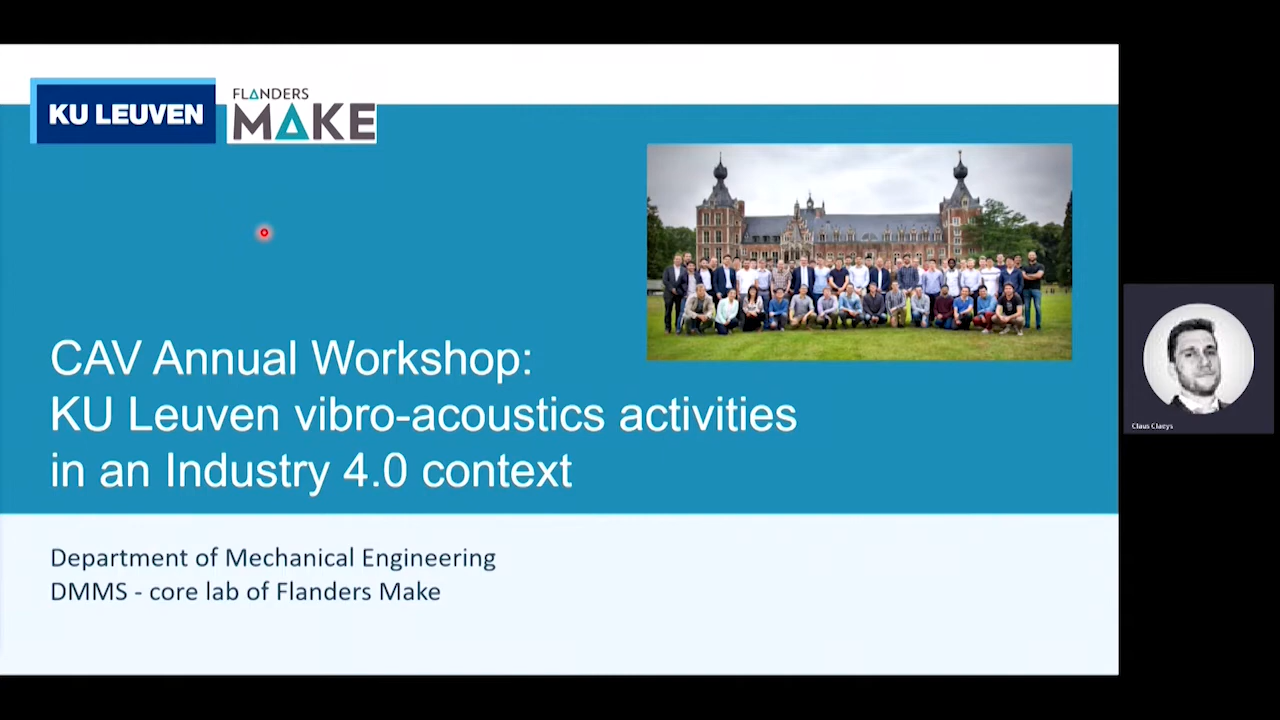 KU LEUVEN
FLANDERS
MAKE
CAV Annual Workshop:
KU Leuven vibro-acoustics activities
in an Industry 4.0 context
Department of Mechanical Engineering
DMMS - core lab of Flanders Make
Claus Claeys